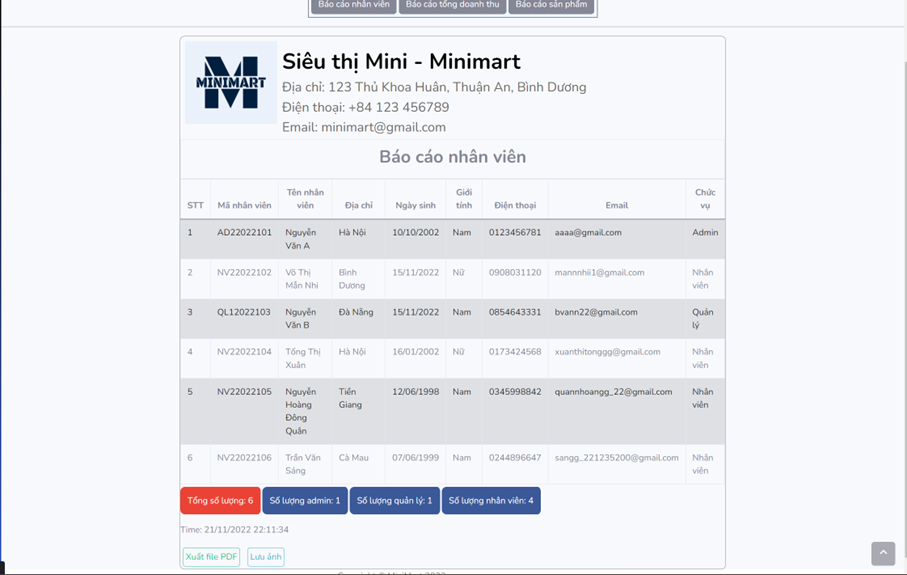 Báo cáo nhân viên Báo cáo tổng doanh thu Báo cáo sản phẩm
MINIMART
Siêu thị Mini - Minimart
Địa chỉ: 123 Thủ Khoa Huân, Thuận An, Bình Dương
Điện thoại: +84 123 456789
Email: minimart@gmail.com
Báo cáo nhân viên
STT Mã nhân viên Tên nhân viên Địa chỉ Ngày sinh Giới tính Điện thoại Email Chức vụ
1 AD22022101 Nguyễn Văn A Hà Nội 10/10/2002 Nam 0123456781 aaaa@gmail.com Admin
2 NV22022102 Võ Thị Mẫn Nhi Bình Dương 15/11/2022 Nữ 0908031120 mannnhii1@gmail.com Nhân viên
3 QL12022103 Nguyễn Văn B Đà Nẵng 15/11/2022 Nam 0854643331 bvann22@gmail.com Quản lý
4 NV22022104 Tống Thị Xuân Hà Nội 16/01/2002 Nữ 0173424568 xuanthitonggg@gmail.com Nhân viên
5 NV22022105 Nguyễn Hoàng Đông Quân Tiền Giang 12/06/1998 Nam 0345998842 quannhoangg_22@gmail.com Nhân viên
6 NV22022106 Trần Văn Sáng Cà Mau 07/06/1999 Nam 0244896647 sangg_221235200@gmail.com Nhân viên
Tổng số lượng: 6 Số lượng admin: 1 Số lượng quản lý: 1 Số lượng nhân viên: 4
Time: 21/11/2022 22:11:34
Xuất file PDF Lưu ảnh